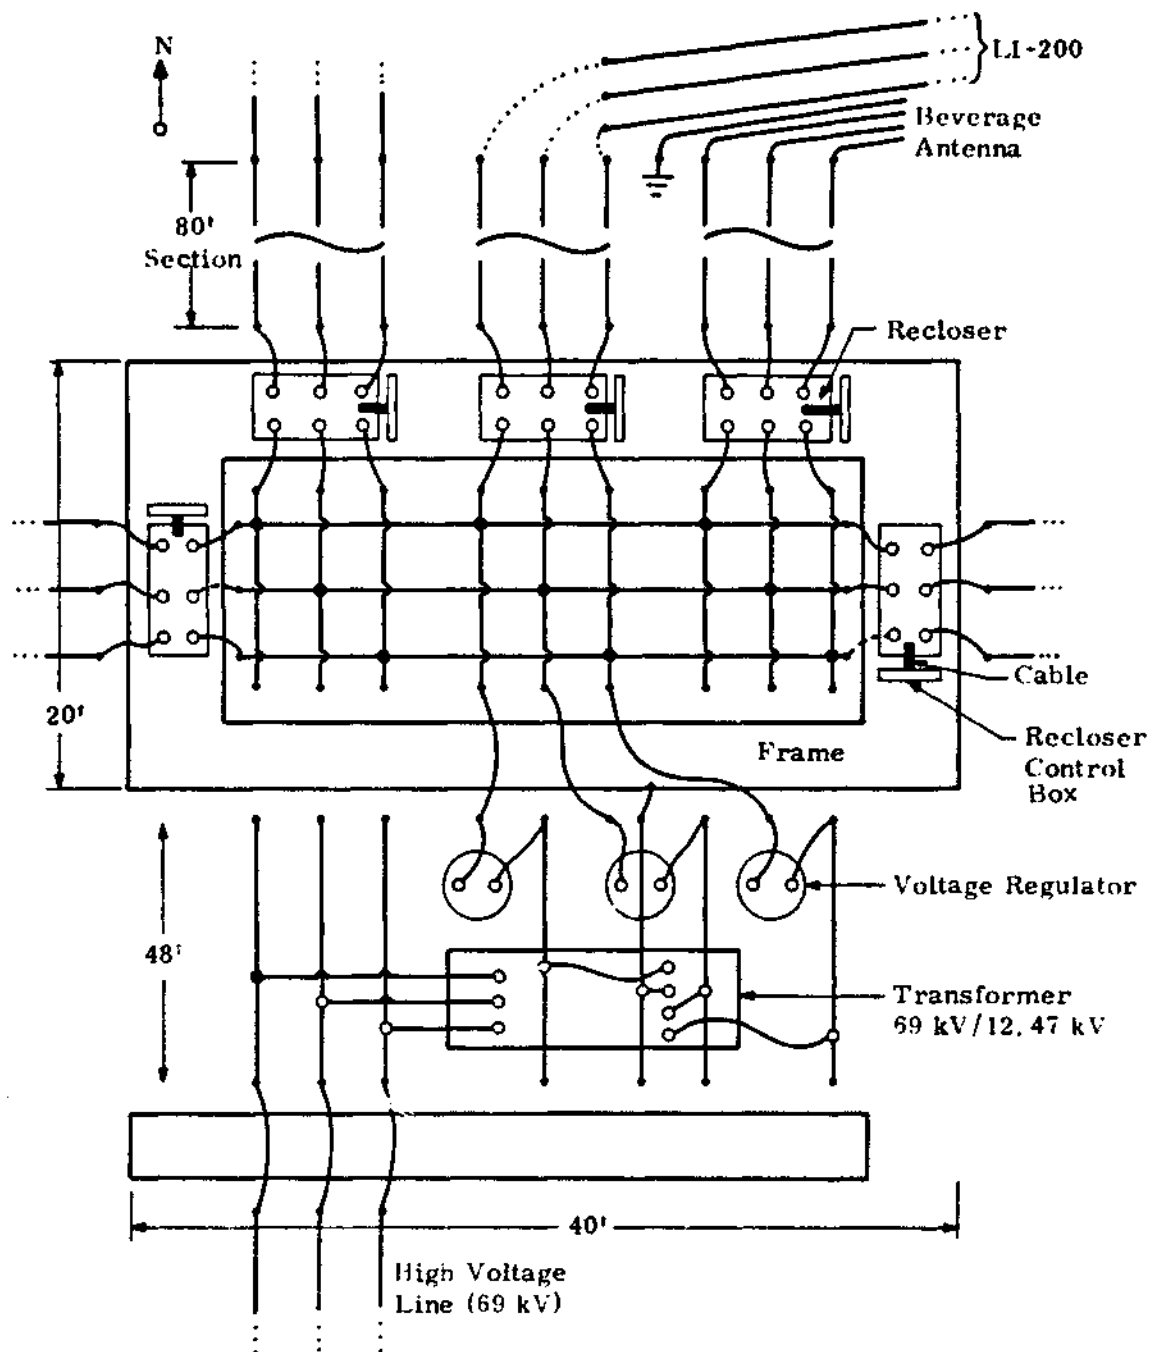 N
LI-200
Beverage
Antenna
80'
Section
Recloser
Cable
20'
Frame
Recloser
Control
Box
Voltage Regulator
48'
Transformer
69 kV/12.47 kV
40'
High Voltage
Line (69 kV)